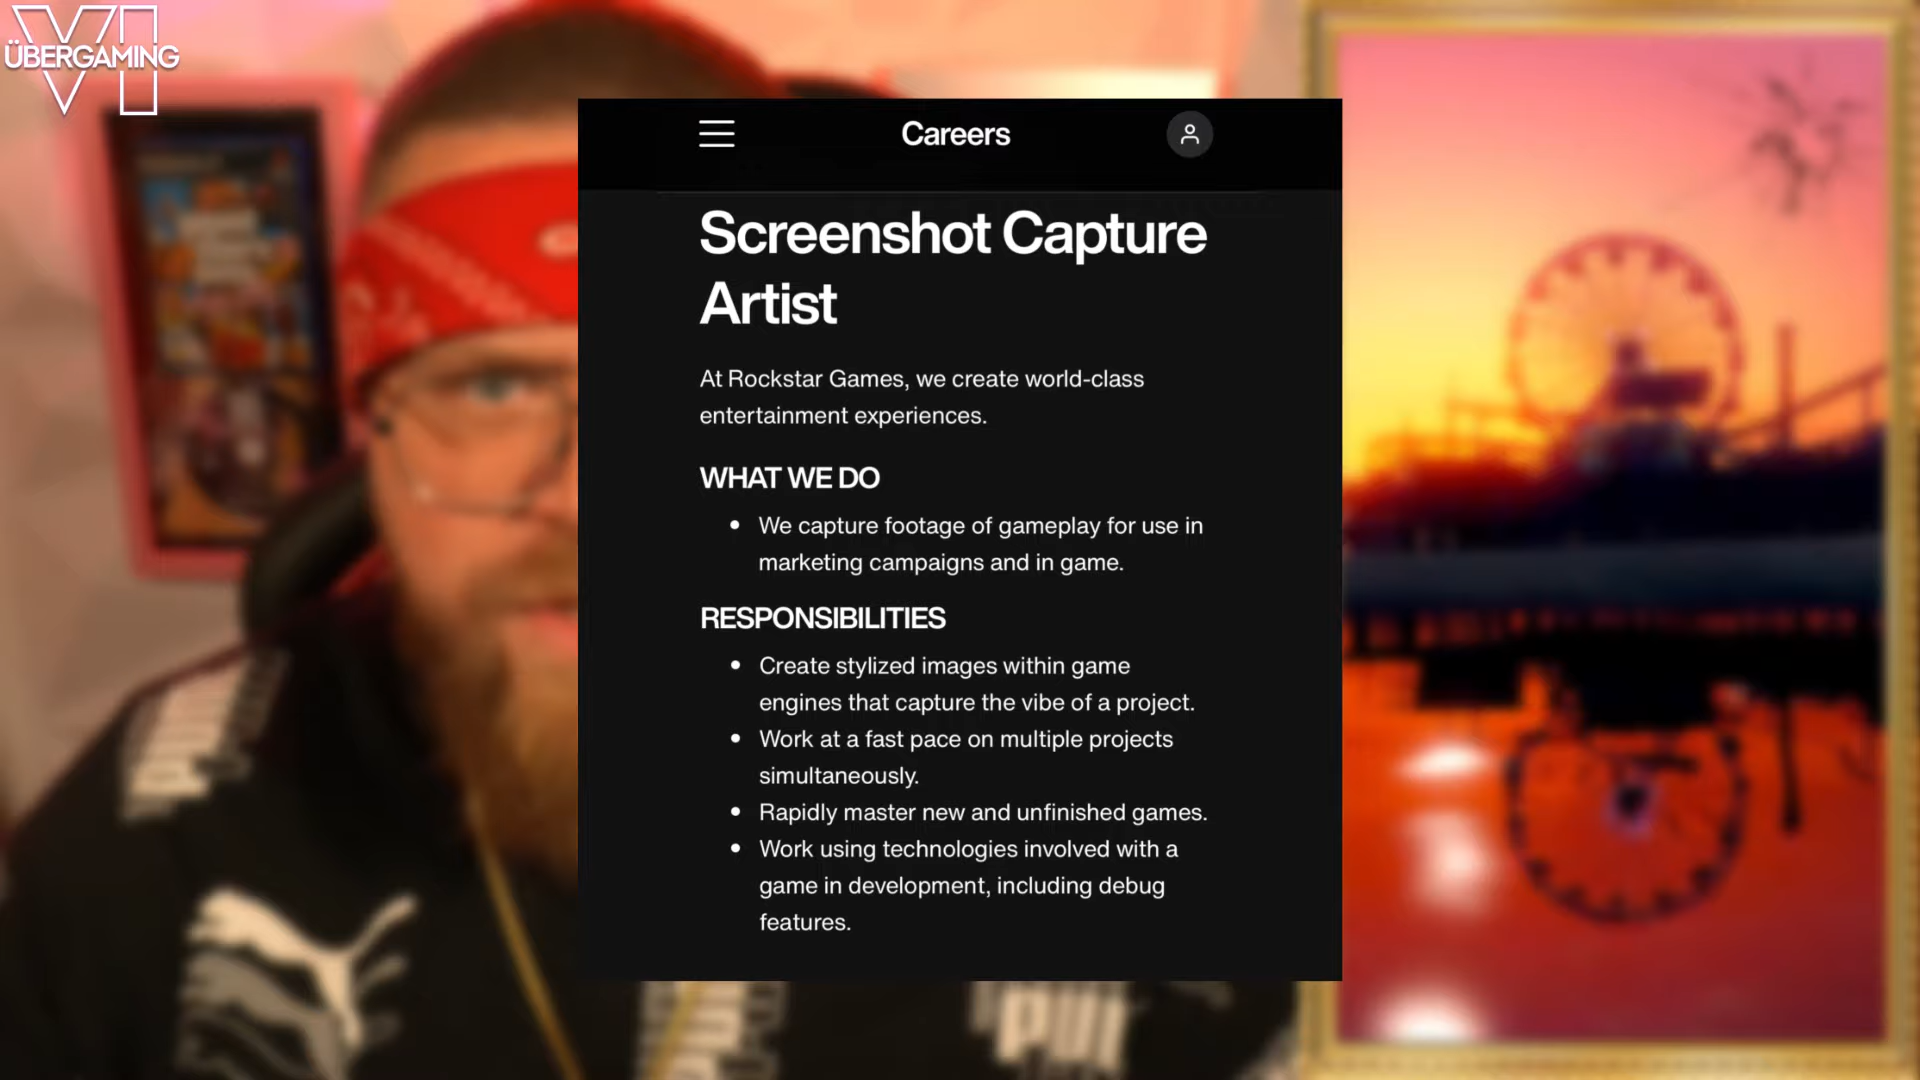 VI
ÜBERGAMING
Careers
Screenshot Capture
Artist
At Rockstar Games, we create world-class
entertainment experiences.
WHAT WE DO
• We capture footage of gameplay for use in
marketing campaigns and in game.
RESPONSIBILITIES
• Create stylized images within game
engines that capture the vibe of a project.
• Work at a fast pace on multiple projects
simultaneously.
• Rapidly master new and unfinished games.
• Work using technologies involved with a
game in development, including debug
features.